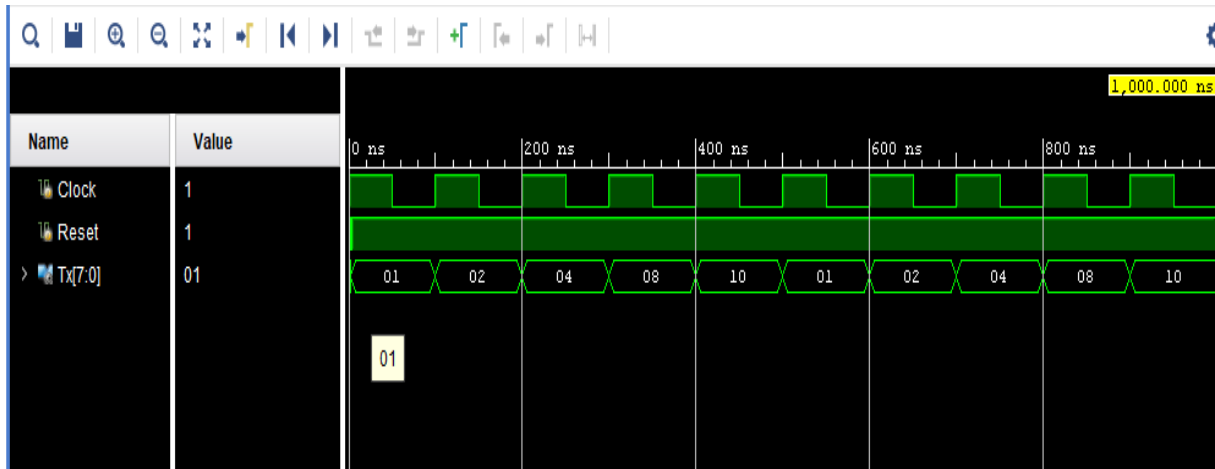 1,000.000 ns
Name Value
0 ns 200 ns 400 ns 600 ns 800 ns
Clock 1
Reset 1
> Tx[7:0] 01 01 02 04 08 10 01 02 04 08 10
01